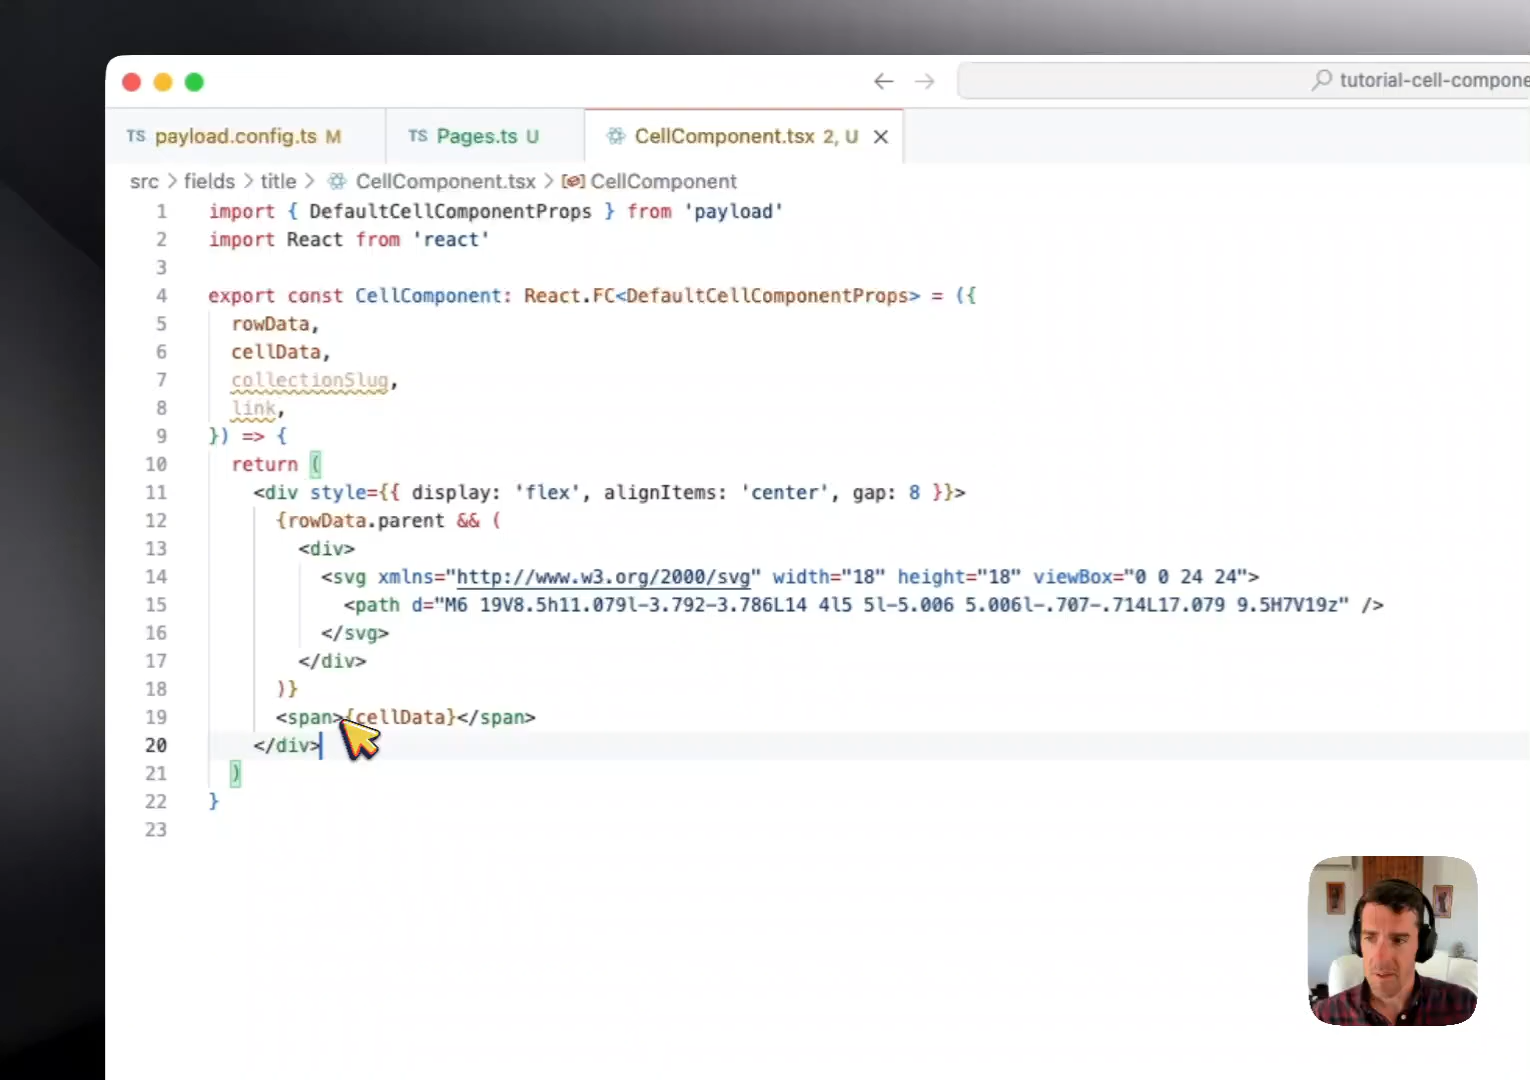 tutorial-cell-compone
TS payload.config.ts M
TS Pages.ts U
CellComponent.tsx 2, U
src > fields > title > CellComponent.tsx > CellComponent
1 import { DefaultCellComponentProps } from 'payload'
2 import React from 'react'
3
4 export const CellComponent: React.FC<DefaultCellComponentProps> = ({
5 rowData,
6 cellData,
7 collectionSlug,
8 link,
9 }) => {
10 return (
11 <div style={{ display: 'flex', alignItems: 'center', gap: 8 }}>
12 {rowData.parent && (
13 <div>
14 <svg xmlns="http://www.w3.org/2000/svg" width="18" height="18" viewBox="0 0 24 24">
15 <path d="M6 19V8.5h11.079l-3.792-3.786L14 4l5 5l-5.006 5.006l-.707-.714L17.079 9.5H7V19z" />
16 </svg>
17 </div>
18 )}
19 <span>{cellData}</span>
20 </div>
21 )
22 }
23